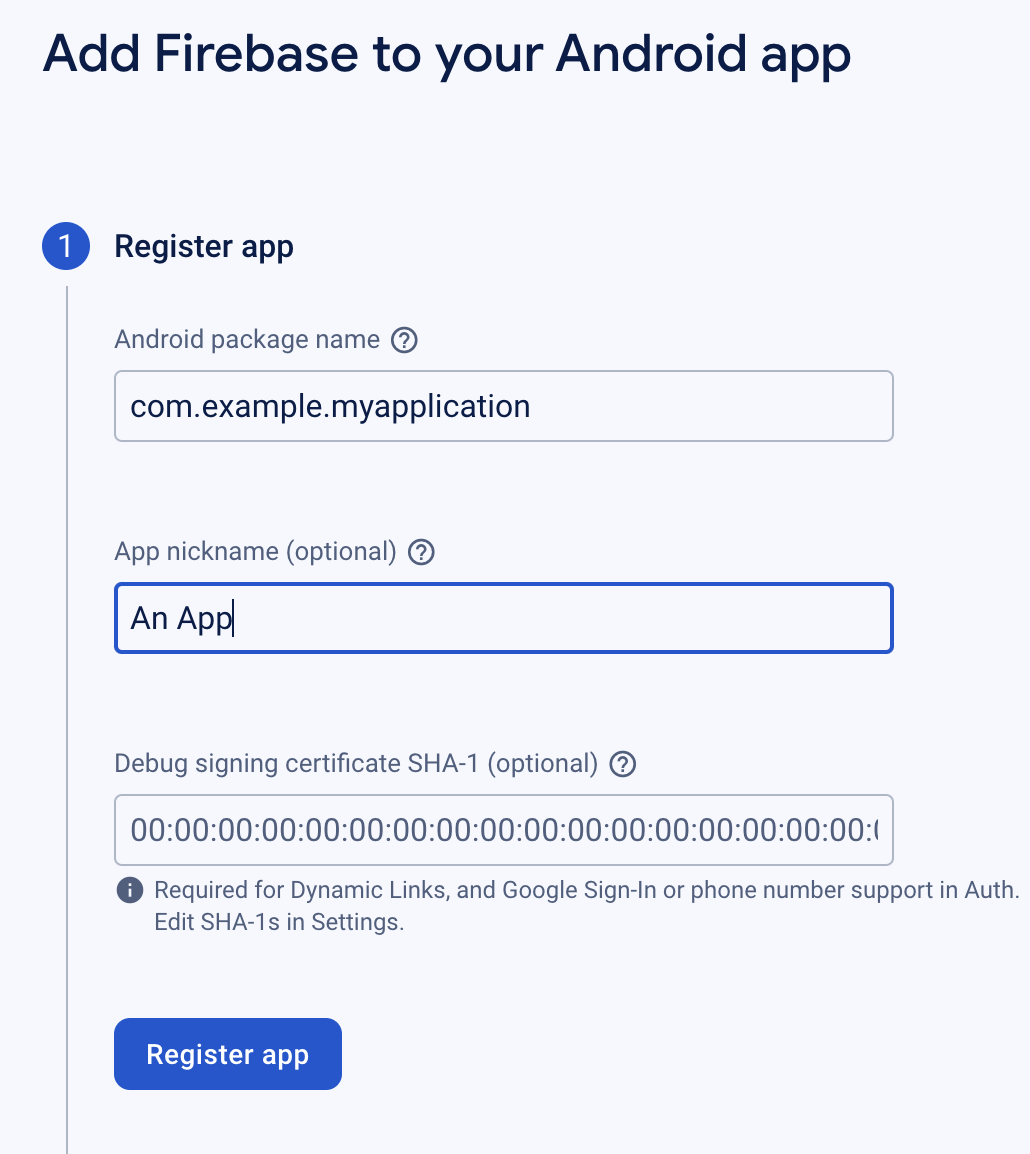 Add Firebase to your Android app
1 Register app
Android package name ?
com.example.myapplication
App nickname (optional) ?
An App
Debug signing certificate SHA-1 (optional) ?
00:00:00:00:00:00:00:00:00:00:00:00:00:00:00:00:00:
Required for Dynamic Links, and Google Sign-In or phone number support in Auth.
Edit SHA-1s in Settings.
Register app